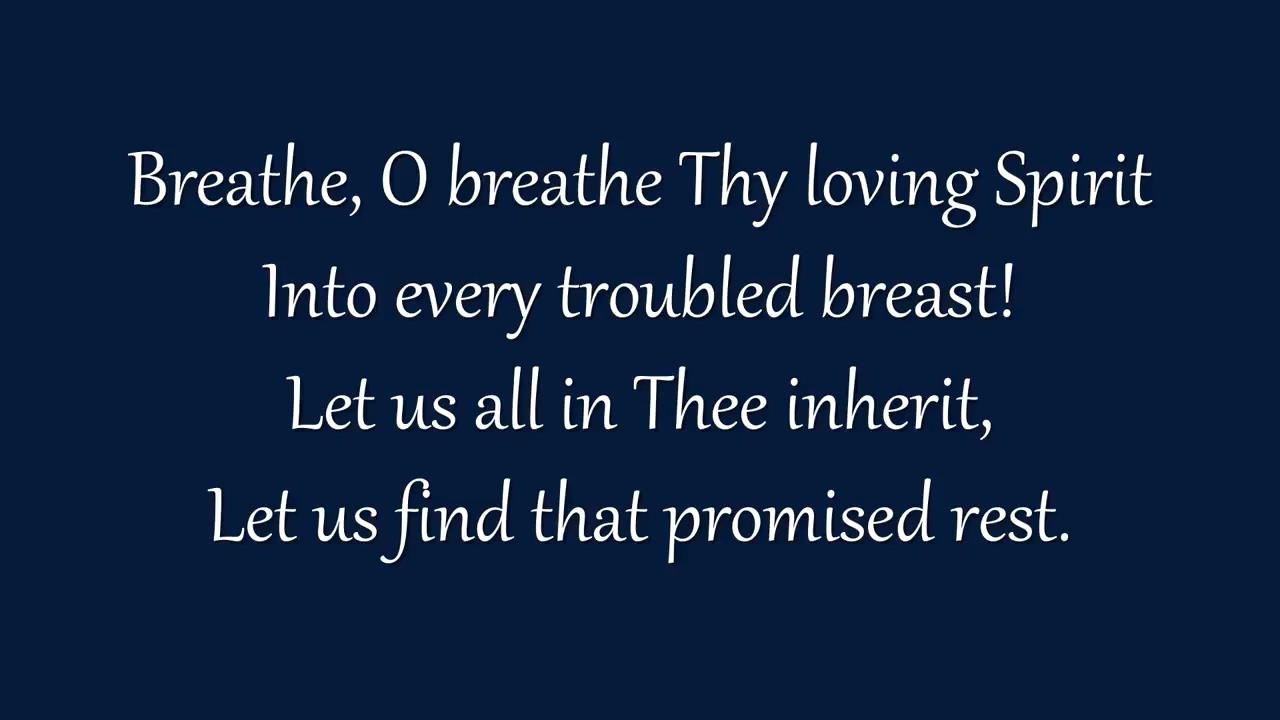 Breathe, O breathe Thy loving Spirit
Into every troubled breast!
Let us all in Thee inherit,
Let us find that promised rest.